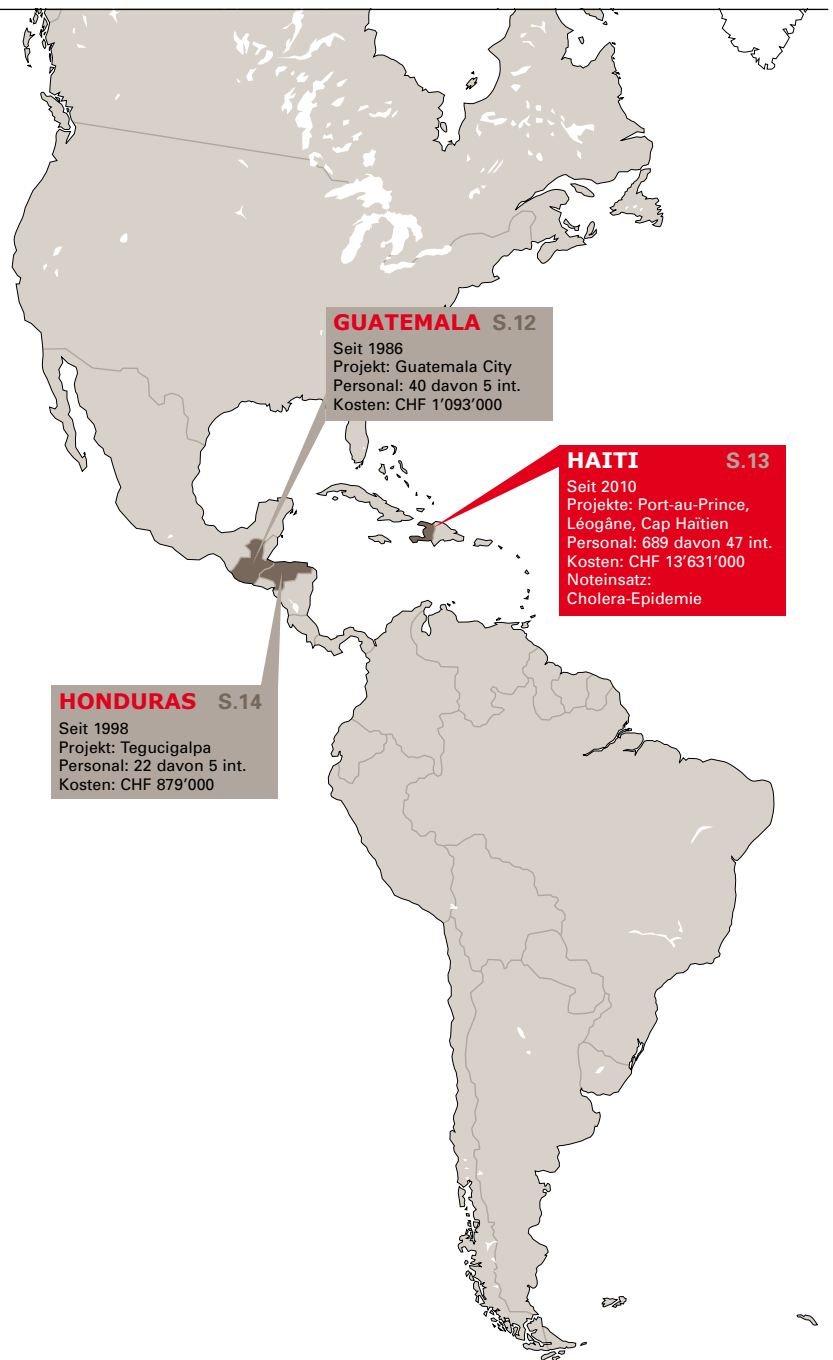 GUATEMALA S.12
Seit 1986
Projekt: Guatemala City
Personal: 40 davon 5 int.
Kosten: CHF 1’093’000
HAITI S.13
Seit 2010
Projekte: Port-au-Prince,
Léogâne, Cap Haïtien
Personal: 689 davon 47 int.
Kosten: CHF 13’631’000
Noteinsatz:
Cholera-Epidemie
HONDURAS S.14
Seit 1998
Projekt: Tegucigalpa
Personal: 22 davon 5 int.
Kosten: CHF 879’000